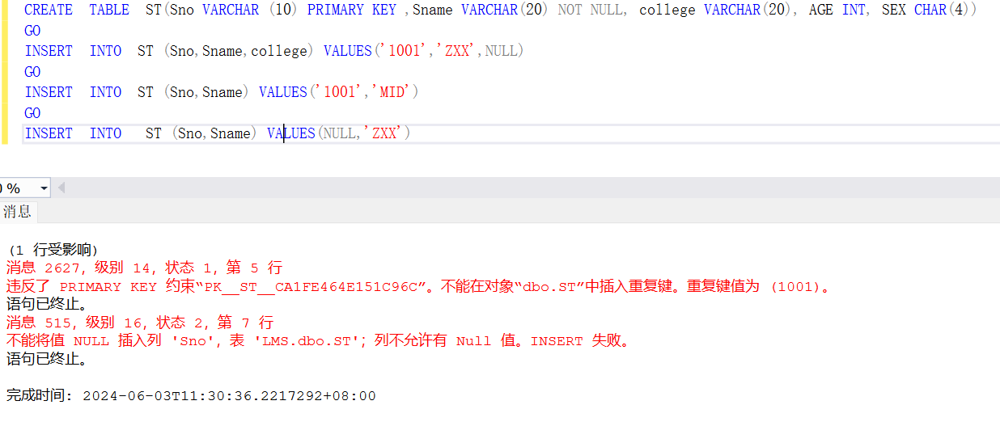 CREATE TABLE ST(Sno VARCHAR (10) PRIMARY KEY ,Sname VARCHAR(20) NOT NULL, college VARCHAR(20), AGE INT, SEX CHAR(4))
GO
INSERT INTO ST (Sno,Sname,college) VALUES('1001','ZXX',NULL)
GO
INSERT INTO ST (Sno,Sname) VALUES('1001','MID')
GO
INSERT INTO ST (Sno,Sname) VALUES(NULL,'ZXX')
0 %
消息
(1 行受影响)
消息 2627, 级别 14, 状态 1, 第 5 行
违反了 PRIMARY KEY 约束“PK__ST__CA1FE464E151C96C”。不能在对象“dbo.ST”中插入重复键。重复键值为 (1001)。
语句已终止。
消息 515, 级别 16, 状态 2, 第 7 行
不能将值 NULL 插入列 'Sno', 表 'LMS.dbo.ST'; 列不允许有 Null 值。INSERT 失败。
语句已终止。
完成时间: 2024-06-03T11:30:36.2217292+08:00